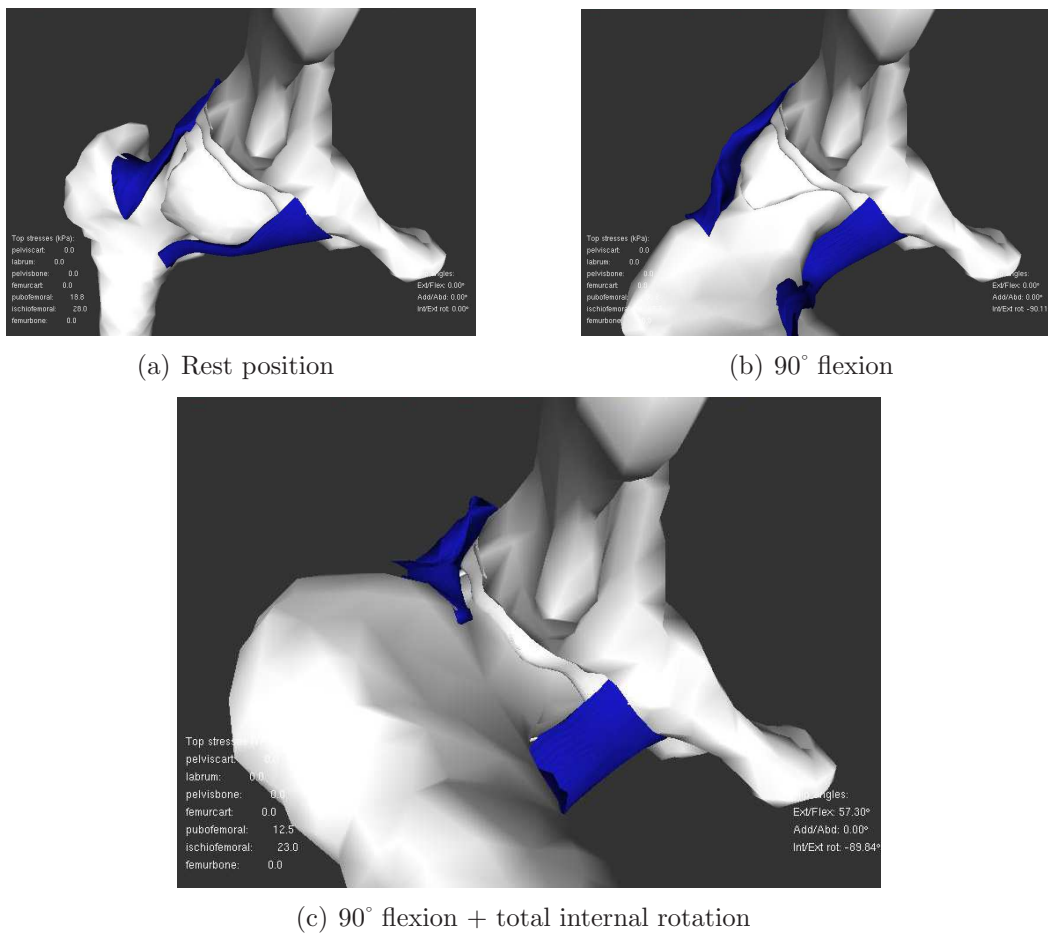 Top stresses (kPa):
pelviscart: 0.0
labrum: 0.0
pelvisbone: 0.0
femurcart: 0.0
pubofemoral: 18.8
ischiofemoral: 28.0
femurbone: 0.0
Ext/Flex: 0.00°
Add/Abd: 0.00°
Int/Ext rot: 0.00°
(a) Rest position
Top stresses (kPa):
pelviscart: 0.0
labrum: 0.0
pelvisbone:
femurcart:
pubofemoral:
ischiofemoral:
femurbone:
Ext/Flex: 0.00°
Add/Abd: 0.00°
Int/Ext rot: -90.11
(b) 90° flexion
Top
pelviscart: 0.0
labrum: 0.0
pelvisbone: 0.0
femurcart: 0.0
pubofemoral: 12.5
ischiofemoral: 23.0
femurbone: 0.0
Ext/Flex: 57.30°
Add/Abd: 0.00°
Int/Ext rot: -89.84°
(c) 90° flexion + total internal rotation